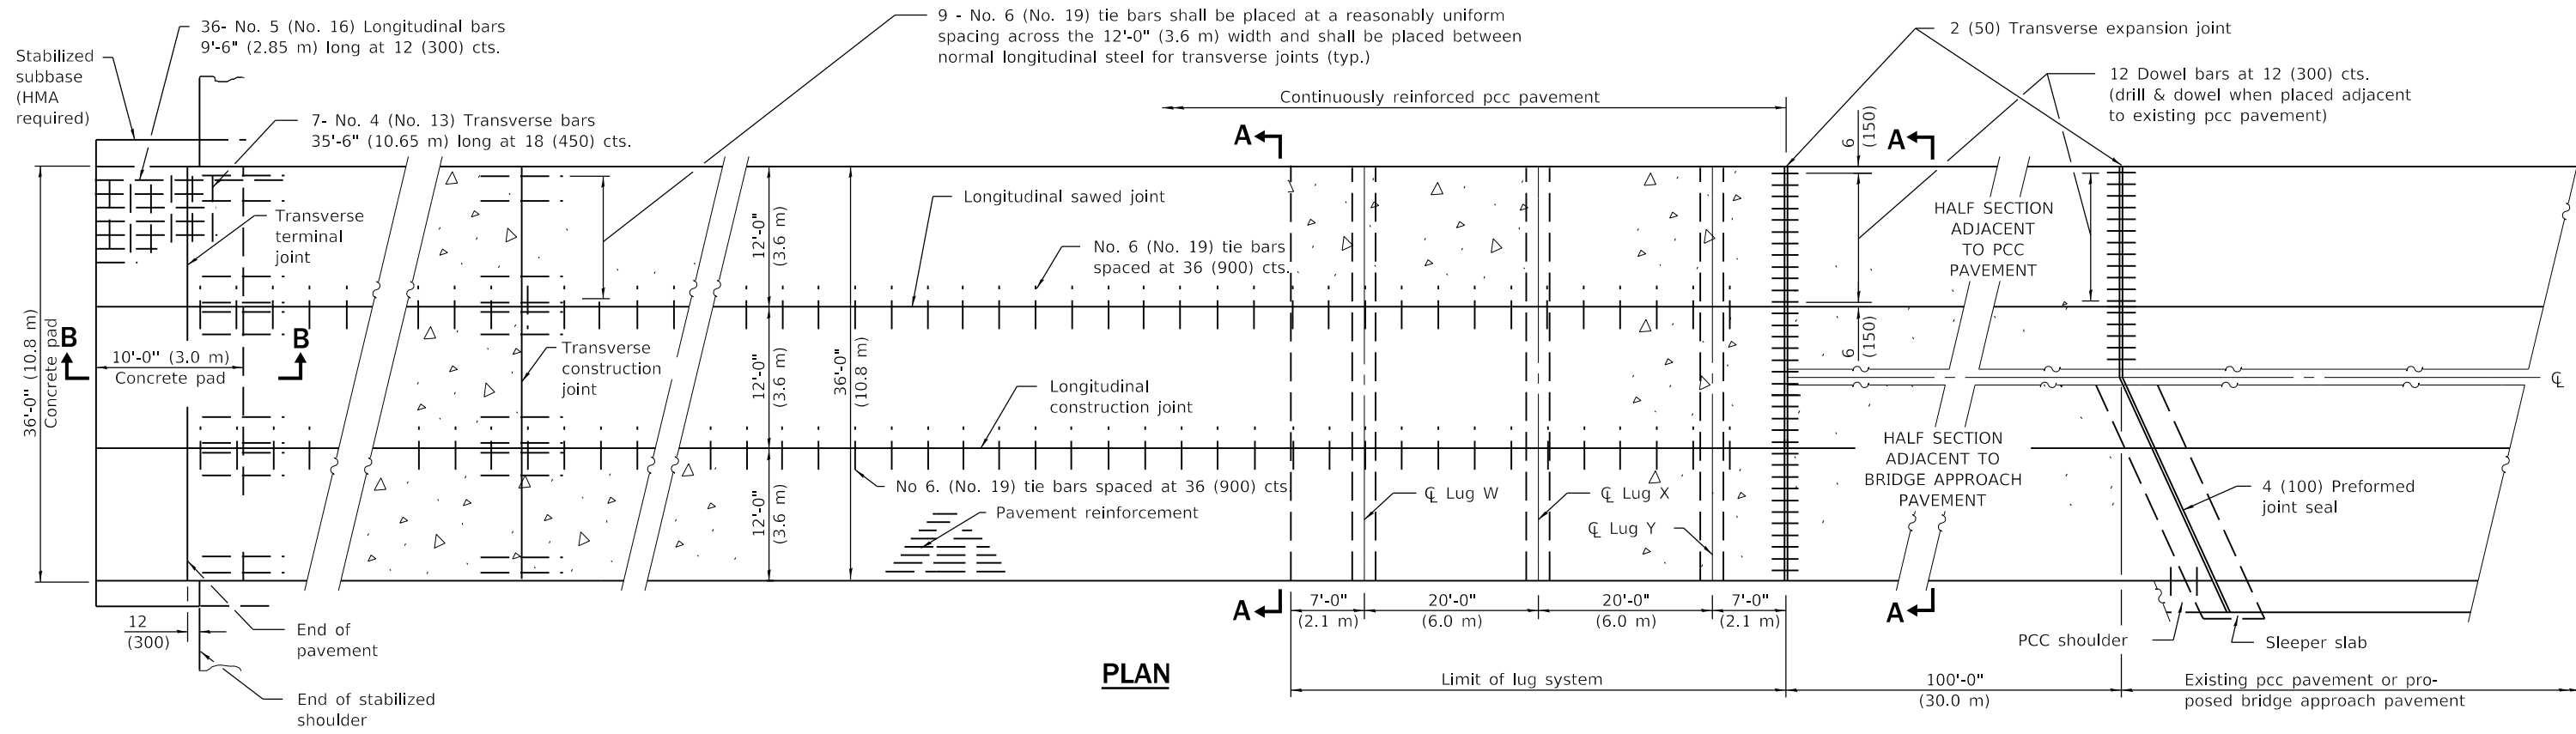 36- No. 5 (No. 16) Longitudinal bars
9'-6" (2.85 m) long at 12 (300) cts.
Stabilized
subbase
(HMA
required)
7- No. 4 (No. 13) Transverse bars
35'-6" (10.65 m) long at 18 (450) cts.
9 - No. 6 (No. 19) tie bars shall be placed at a reasonably uniform
spacing across the 12'-0" (3.6 m) width and shall be placed between
normal longitudinal steel for transverse joints (typ.)
2 (50) Transverse expansion joint
12 Dowel bars at 12 (300) cts.
(drill & dowel when placed adjacent
to existing pcc pavement)
Continuously reinforced pcc pavement
A
A
6
(150)
Transverse
terminal
joint
Longitudinal sawed joint
No. 6 (No. 19) tie bars
spaced at 36 (900) cts.
12'-0"
(3.6 m)
HALF SECTION
ADJACENT
TO PCC
PAVEMENT
36'-0" (10.8 m)
Concrete pad
B
B
10'-0" (3.0 m)
Concrete pad
Transverse
construction
joint
12'-0"
(3.6 m)
36'-0"
(10.8 m)
6
(150)
Longitudinal
construction joint
℄
HALF SECTION
ADJACENT TO
BRIDGE APPROACH
PAVEMENT
No 6. (No. 19) tie bars spaced at 36 (900) cts
Pavement reinforcement
12'-0"
(3.6 m)
℄ Lug W
℄ Lug X
℄ Lug Y
4 (100) Preformed
joint seal
A
7'-0"
(2.1 m)
20'-0"
(6.0 m)
20'-0"
(6.0 m)
7'-0"
(2.1 m)
A
12
(300)
End of
pavement
PCC shoulder
Sleeper slab
End of stabilized
shoulder
PLAN
Limit of lug system
100'-0"
(30.0 m)
Existing pcc pavement or pro-
posed bridge approach pavement